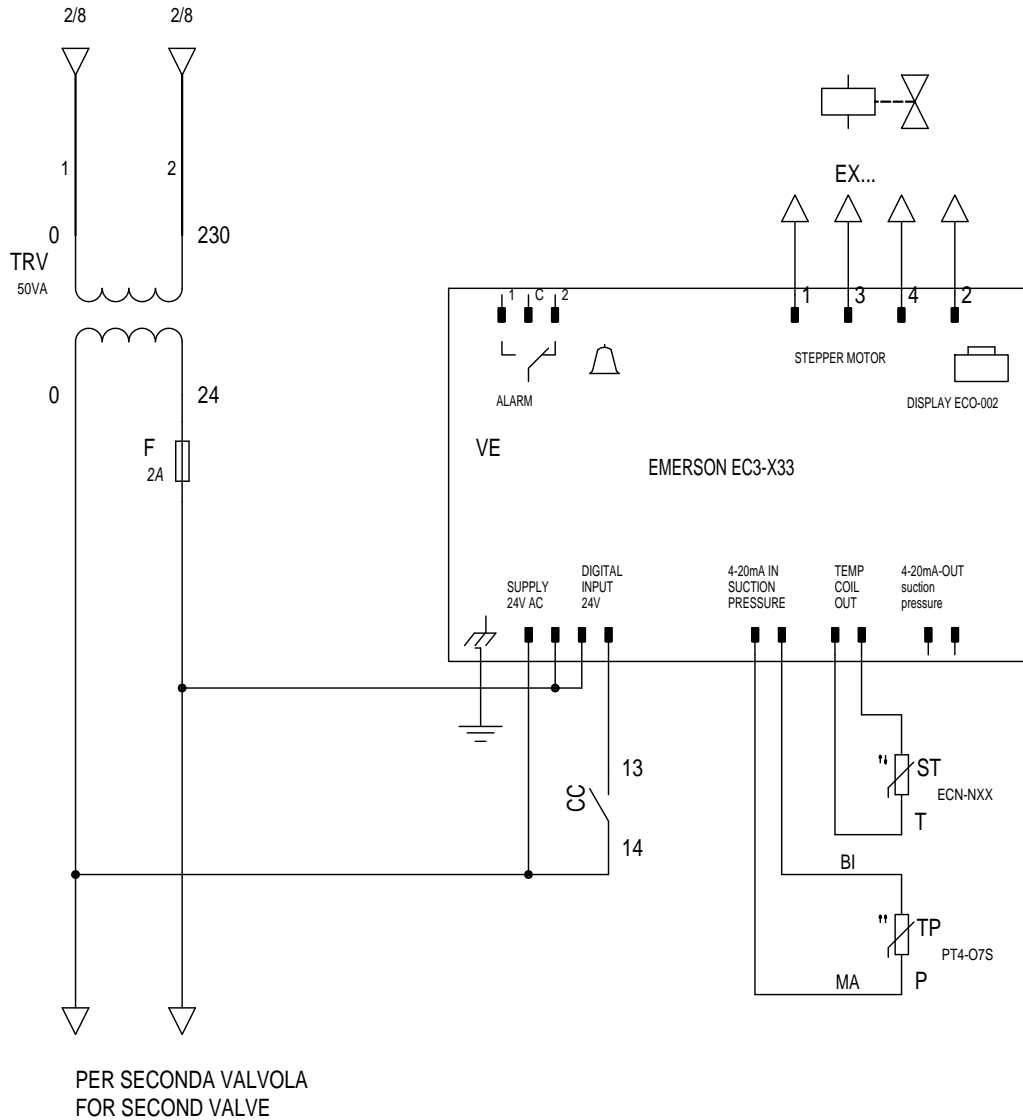 2/8 2/8
1 2
EX...
0 230
TRV
50VA
1 C 2
1 3 4 2
STEPPER MOTOR
ALARM
DISPLAY ECO-002
0 24
F
2A
VE
EMERSON EC3-X33
SUPPLY
24V AC
DIGITAL
INPUT
24V
4-20mA IN
SUCTION
PRESSURE
TEMP
COIL
OUT
4-20mA-OUT
suction
pressure
13
CC
14
ST
ECN-NXX
T
BI
TP
PT4-O7S
MA P
PER SECONDA VALVOLA
FOR SECOND VALVE